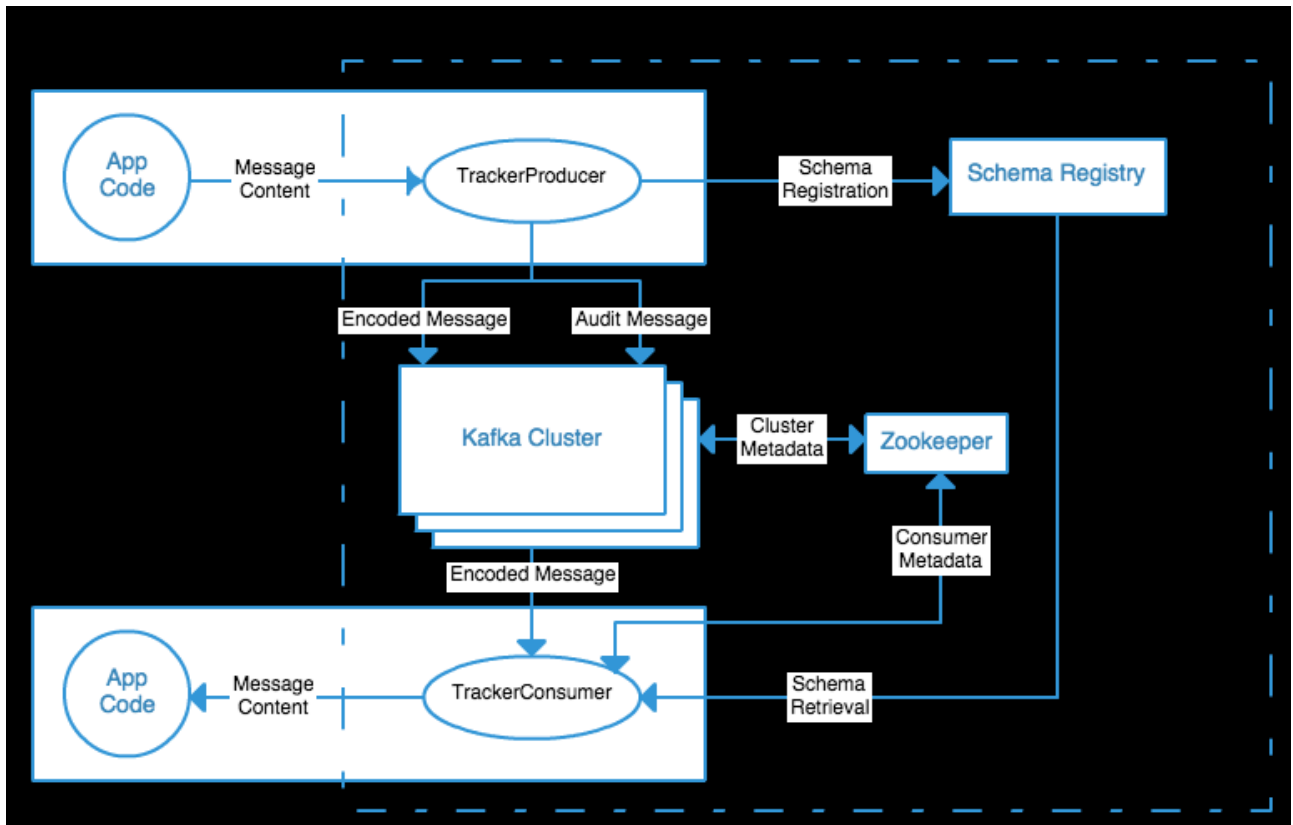 App
Code
Message
Content
TrackerProducer
Schema
Registration
Schema Registry
Encoded Message
Audit Message
Kafka Cluster
Cluster
Metadata
Zookeeper
Consumer
Metadata
Encoded Message
App
Code
Message
Content
TrackerConsumer
Schema
Retrieval